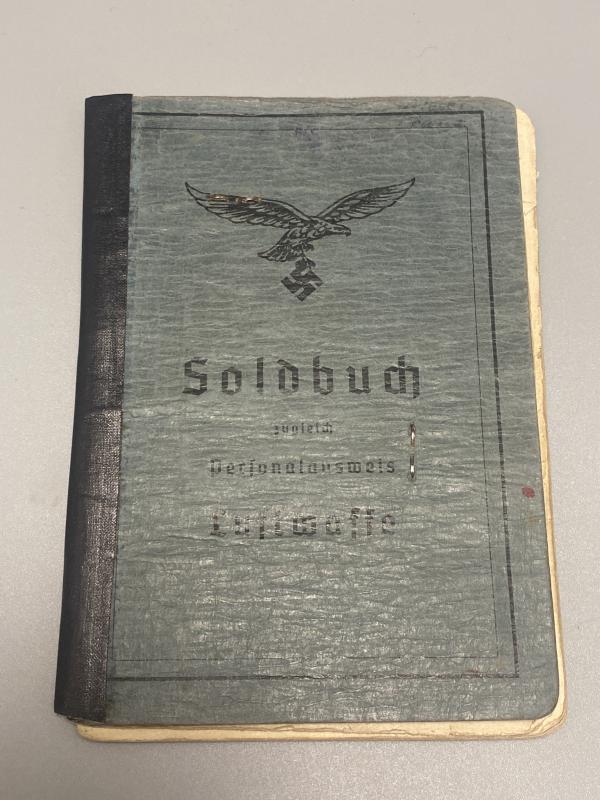 Soldbuch
zugleich
Personalausweis
Luftwaffe